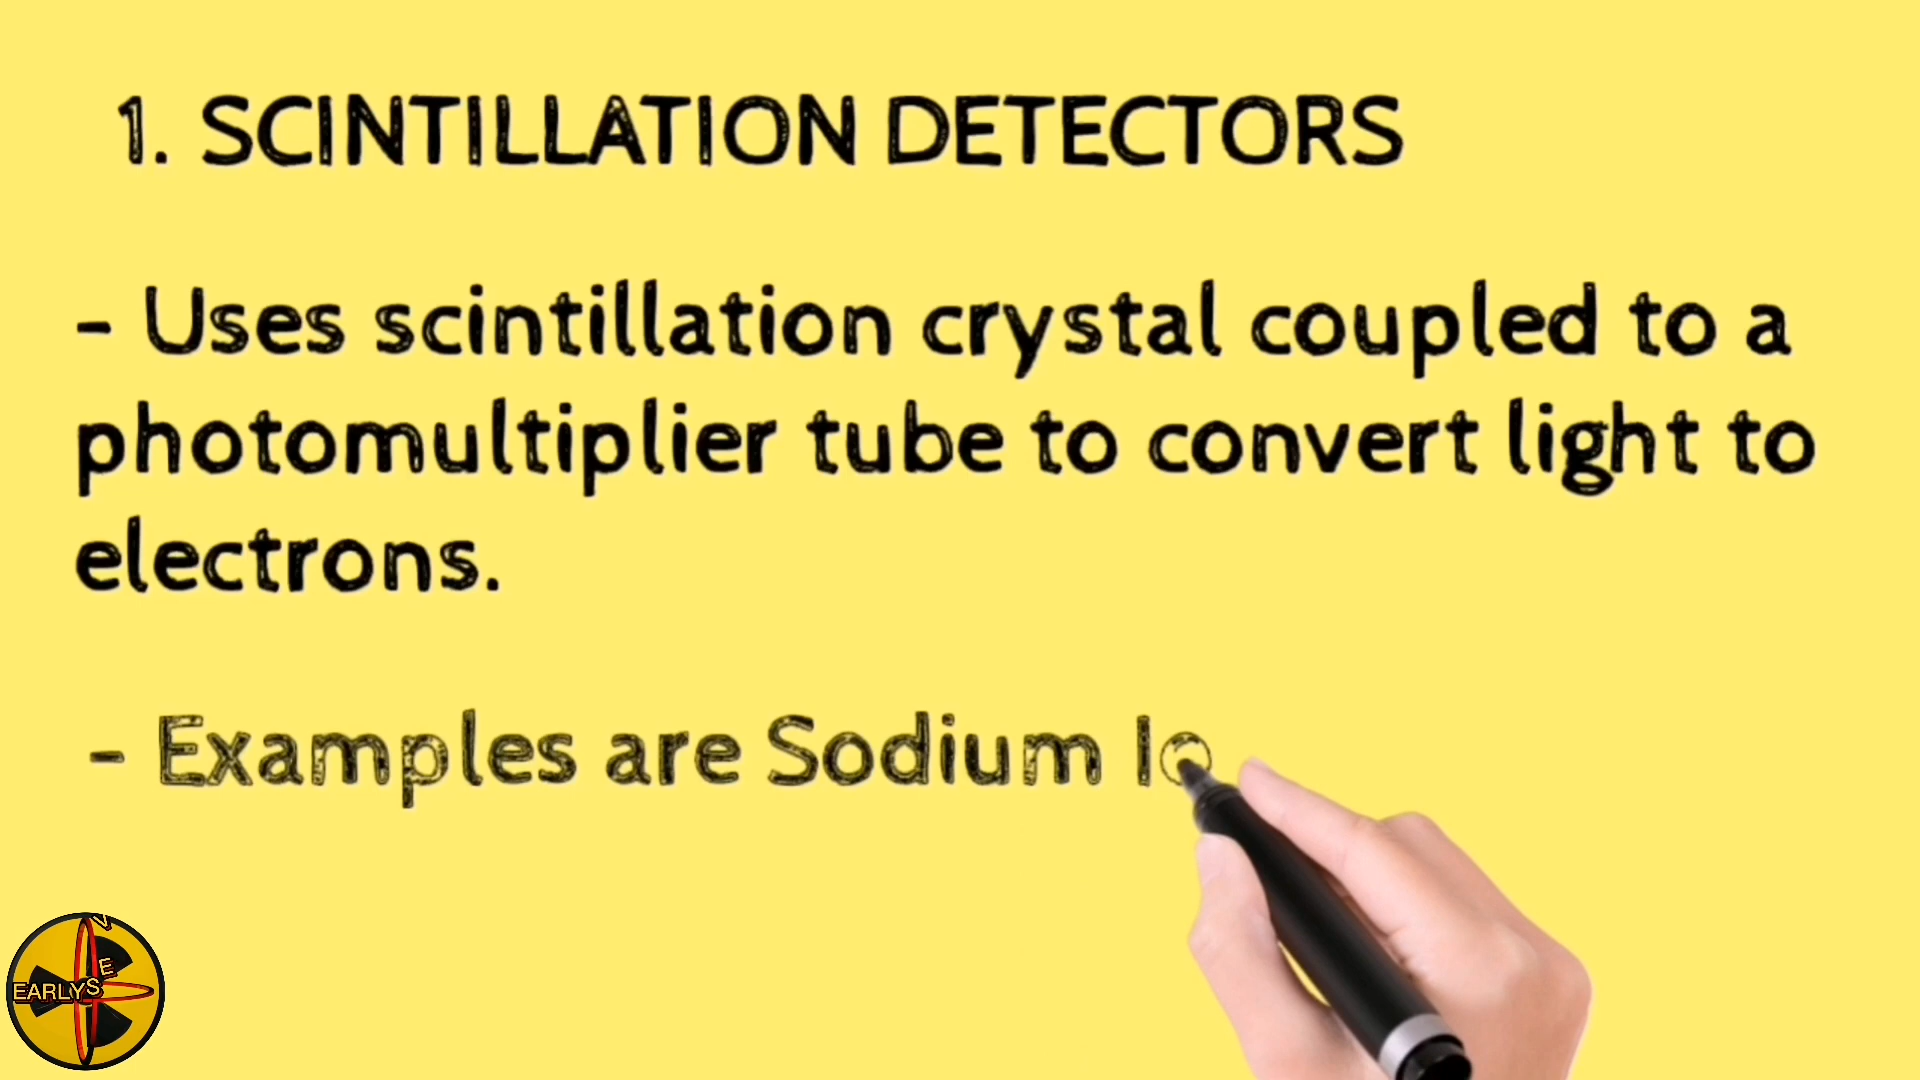 1. SCINTILLATION DETECTORS
- Uses scintillation crystal coupled to a
photomultiplier tube to convert light to
electrons.
- Examples are Sodium Io
EARLYS
E
V